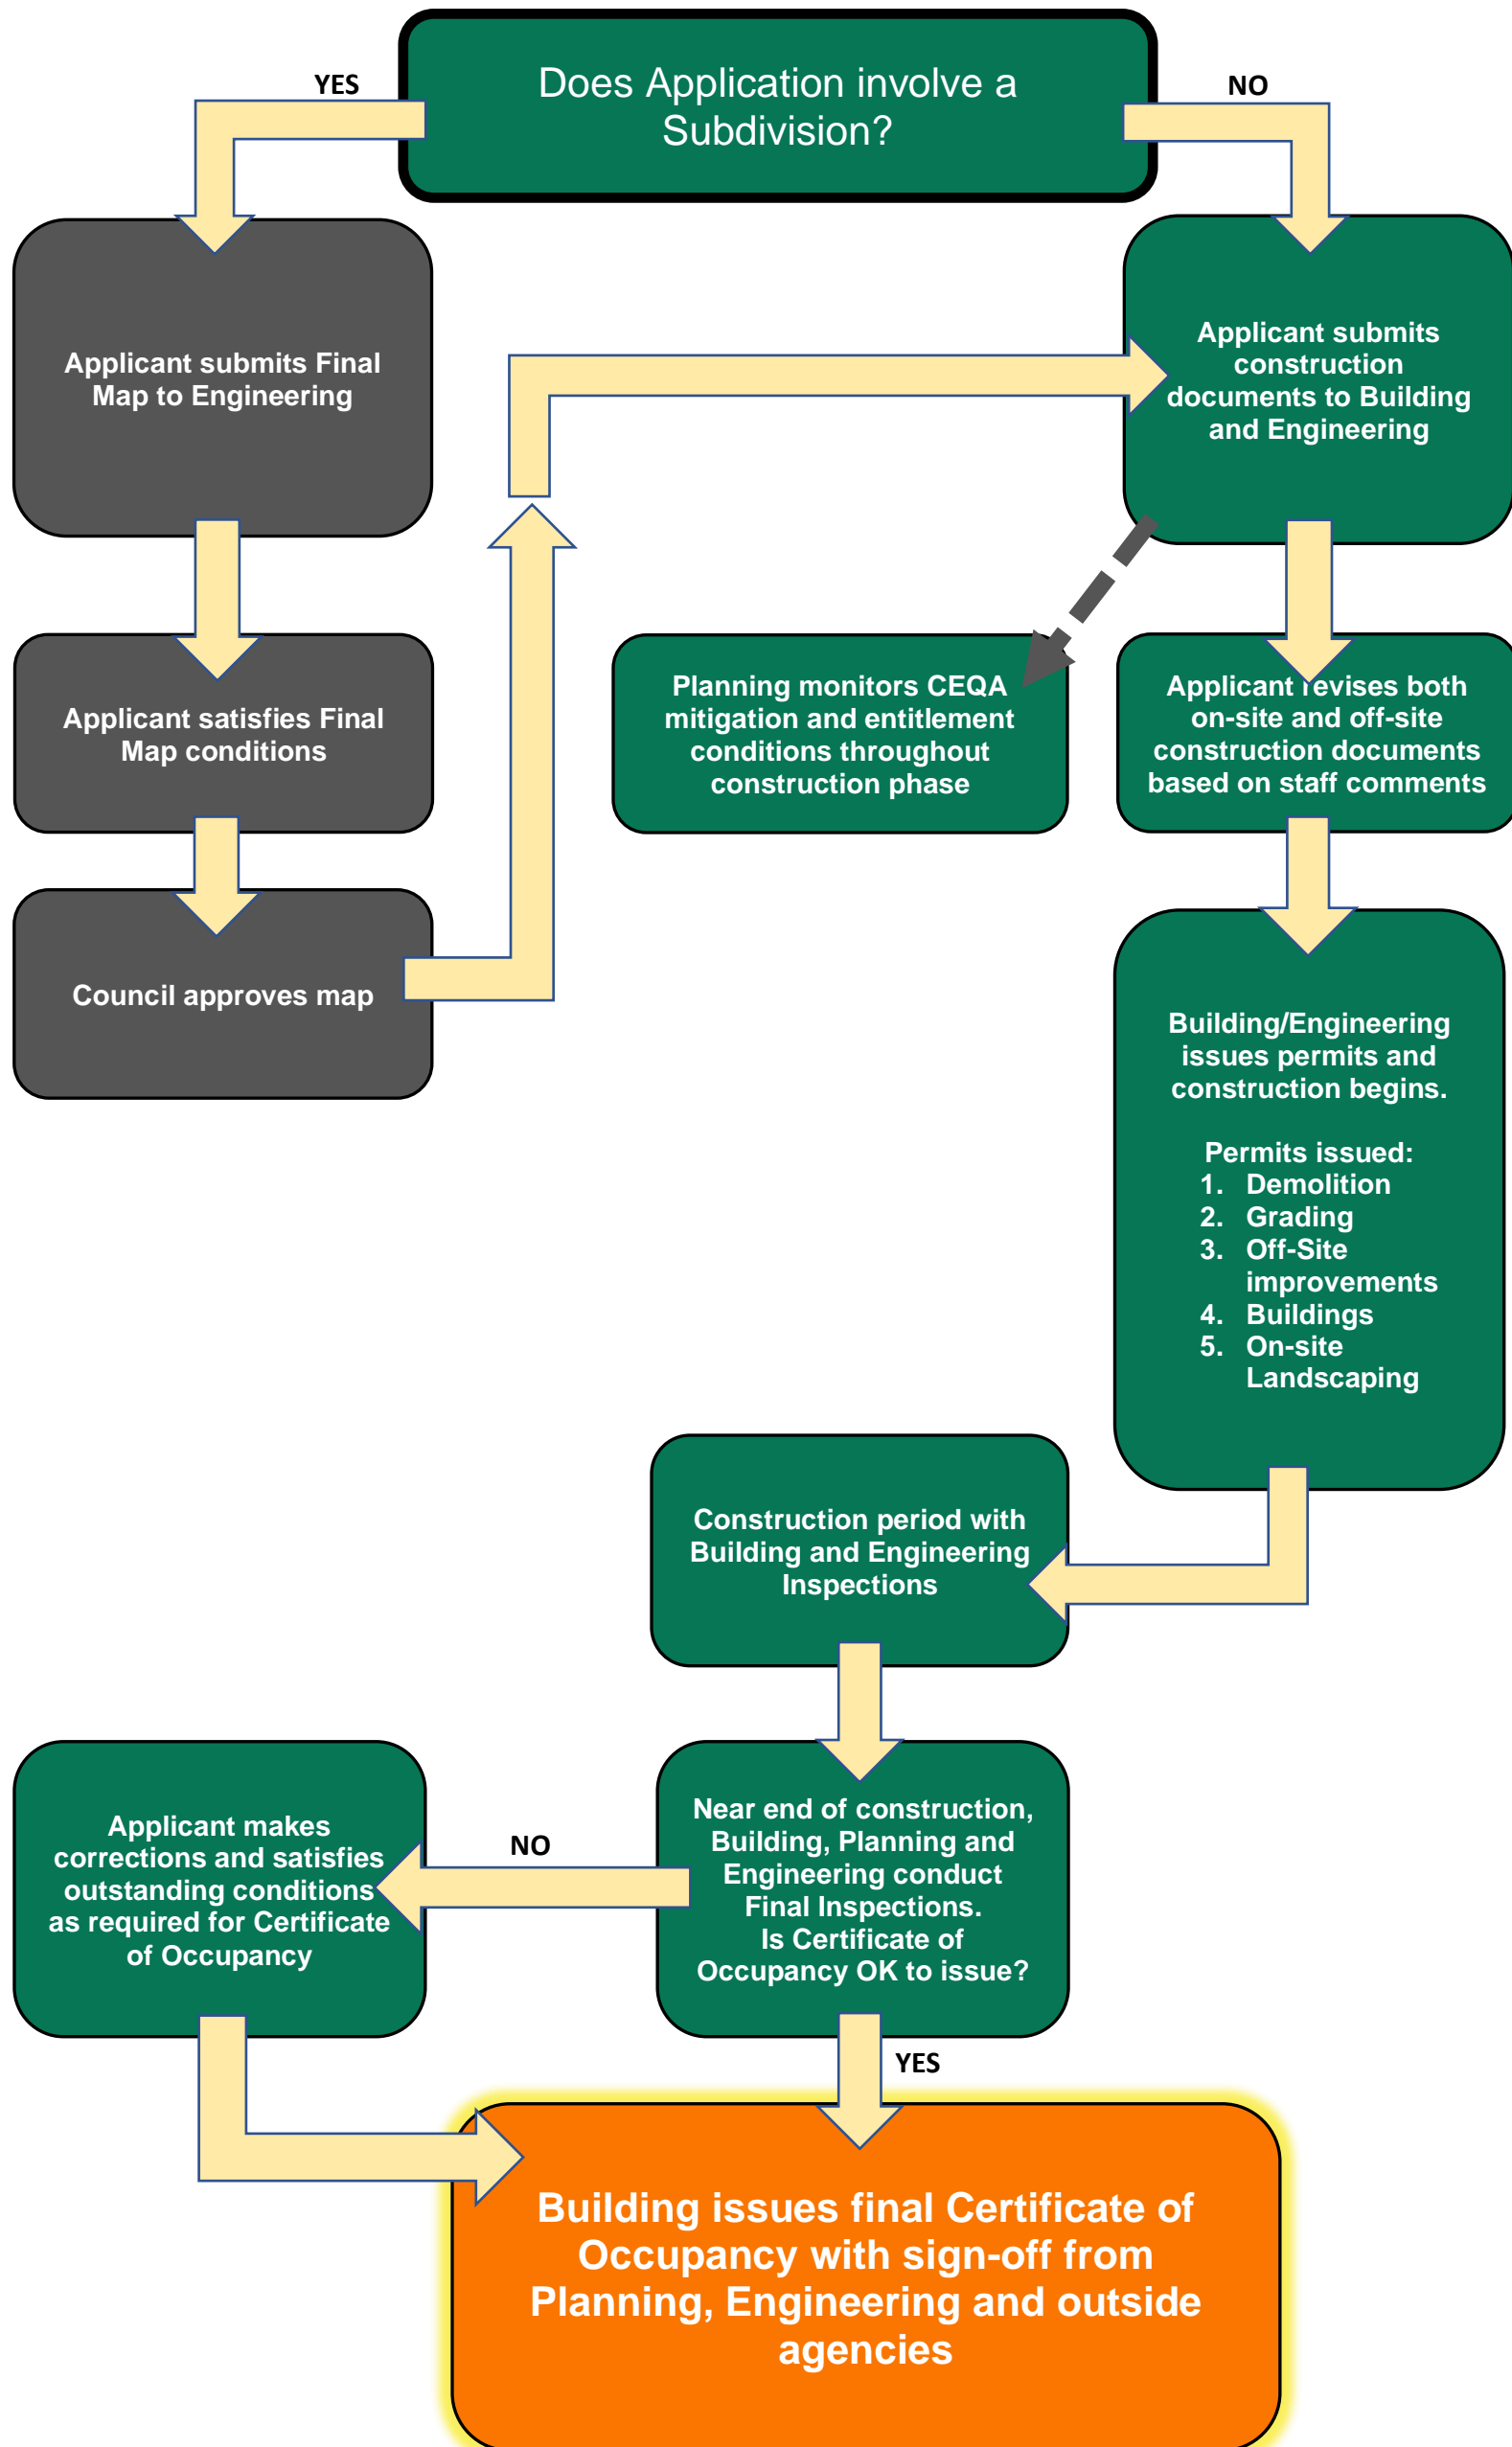 Does Application involve a
Subdivision?
YES
NO
Applicant submits Final
Map to Engineering
Applicant submits
construction
documents to Building
and Engineering
Applicant satisfies Final
Map conditions
Planning monitors CEQA
mitigation and entitlement
conditions throughout
construction phase
Applicant revises both
on-site and off-site
construction documents
based on staff comments
Council approves map
Building/Engineering
issues permits and
construction begins.
Permits issued:
1. Demolition
2. Grading
3. Off-Site
improvements
4. Buildings
5. On-site
Landscaping
Construction period with
Building and Engineering
Inspections
Near end of construction,
Building, Planning and
Engineering conduct
Final Inspections.
Is Certificate of
Occupancy OK to issue?
NO
Applicant makes
corrections and satisfies
outstanding conditions
as required for Certificate
of Occupancy
YES
Building issues final Certificate of
Occupancy with sign-off from
Planning, Engineering and outside
agencies